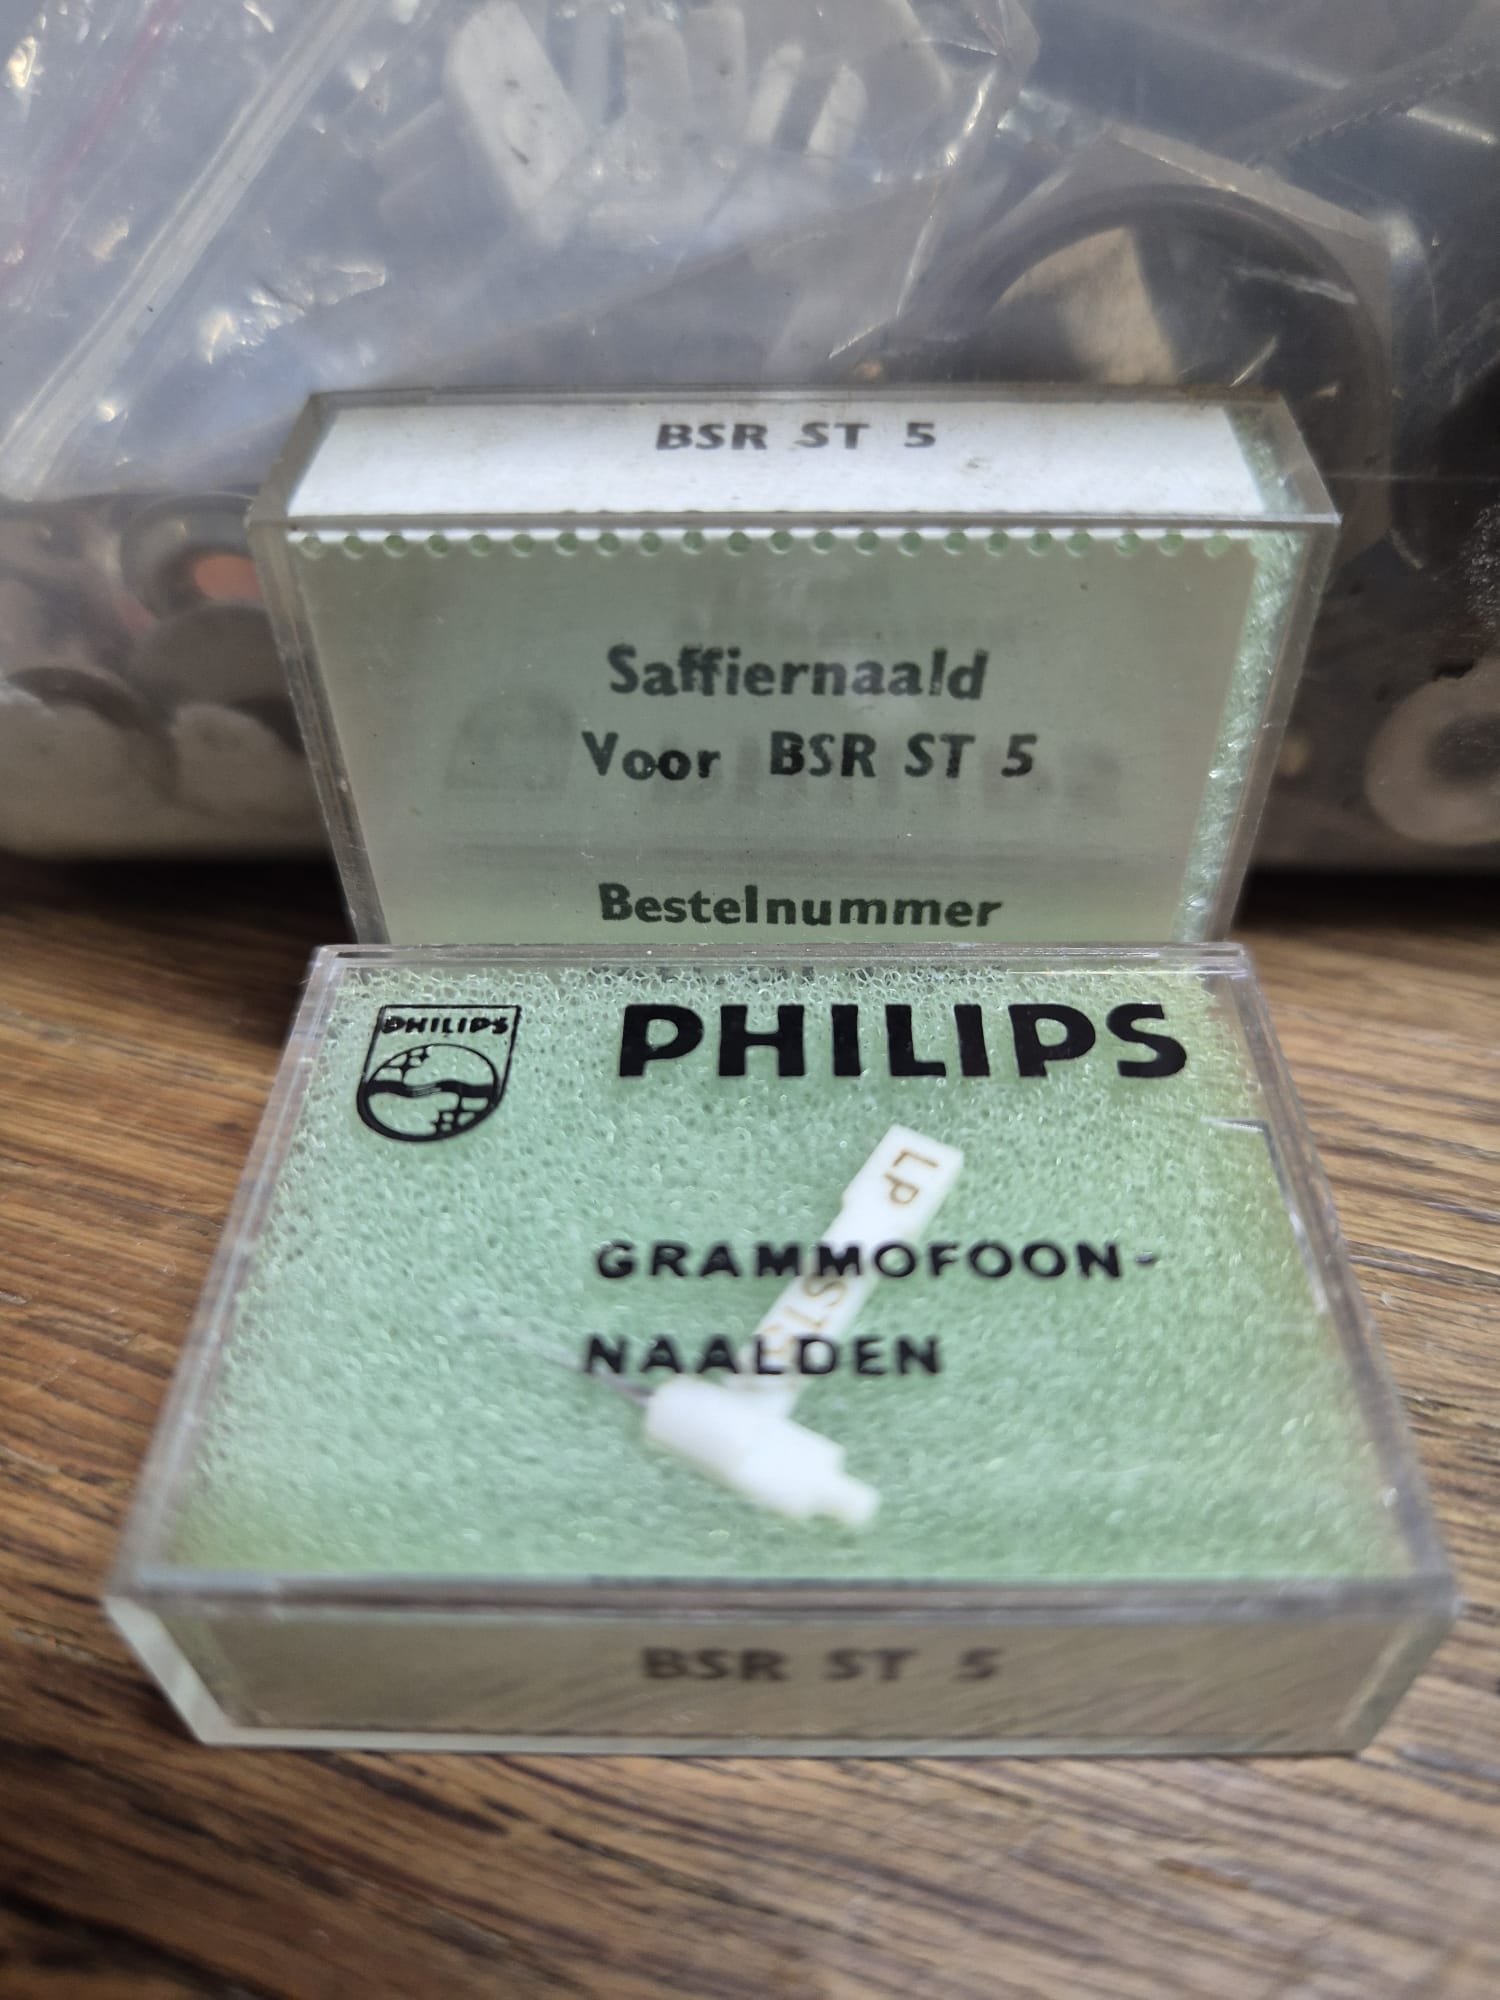 BSR ST 5
Saffiernaald
Voor BSR ST 5
Bestelnummer
PHILIPS
PHILIPS
LP
GRAMMOFOON-
NAALDEN
BSR ST 5